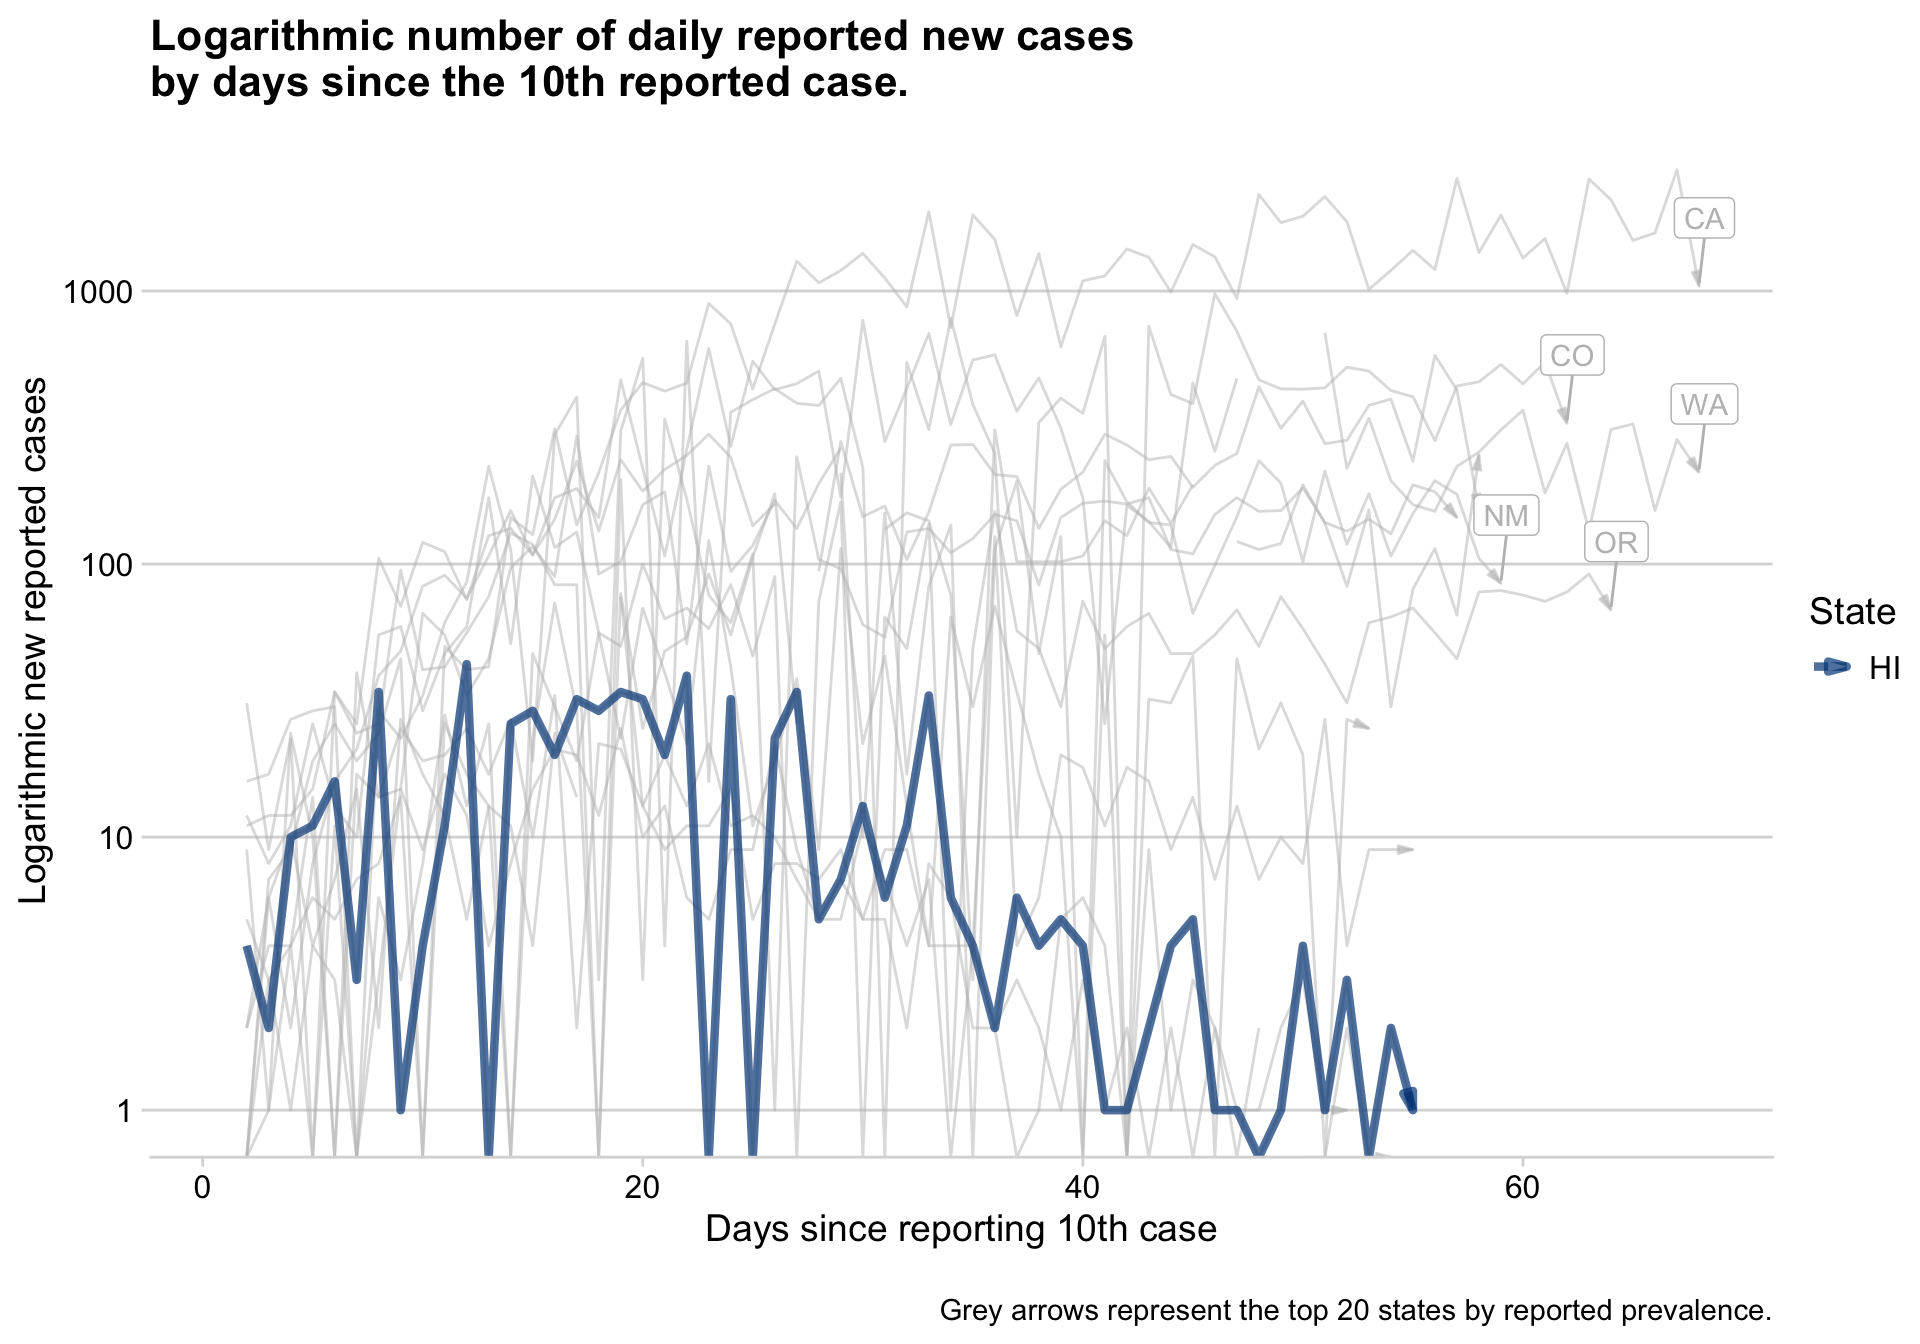 Logarithmic number of daily reported new cases
by days since the 10th reported case.
Logarithmic new reported cases
1000
100
10
1
CA
CO
WA
NM
OR
State
HI
0
20
40
60
Days since reporting 10th case
Grey arrows represent the top 20 states by reported prevalence.